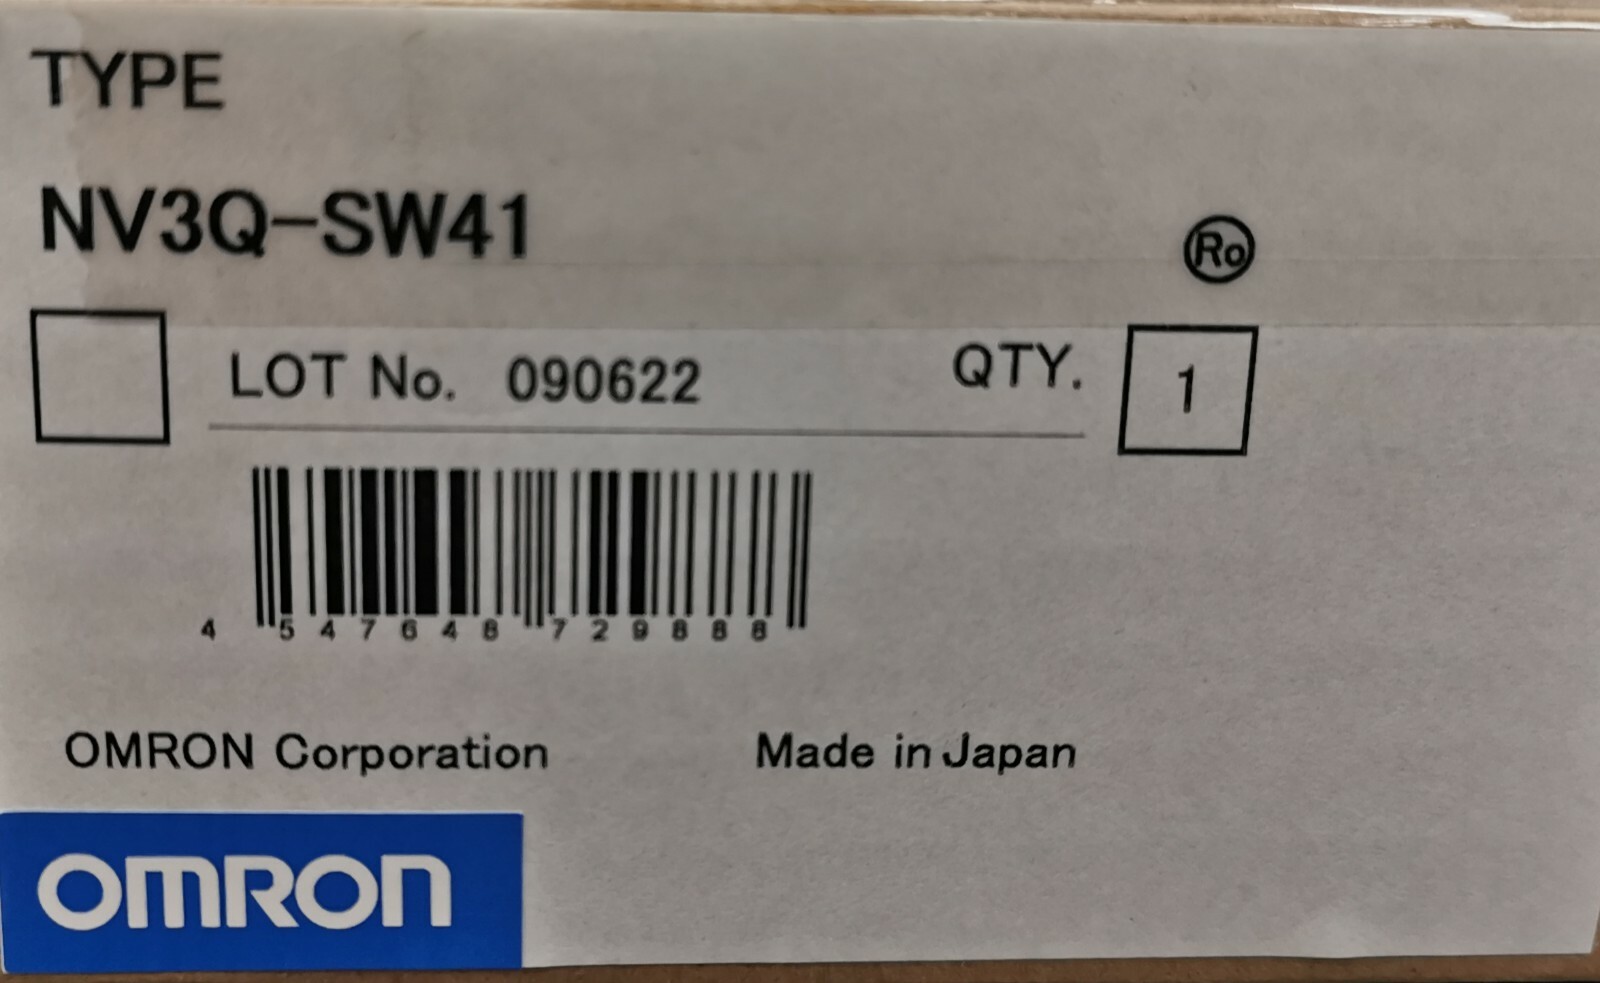 TYPE
NV3Q-SW41
Ro
LOT No. 090622 QTY. 1
4 547648 729888
OMRON Corporation Made in Japan
OMRON